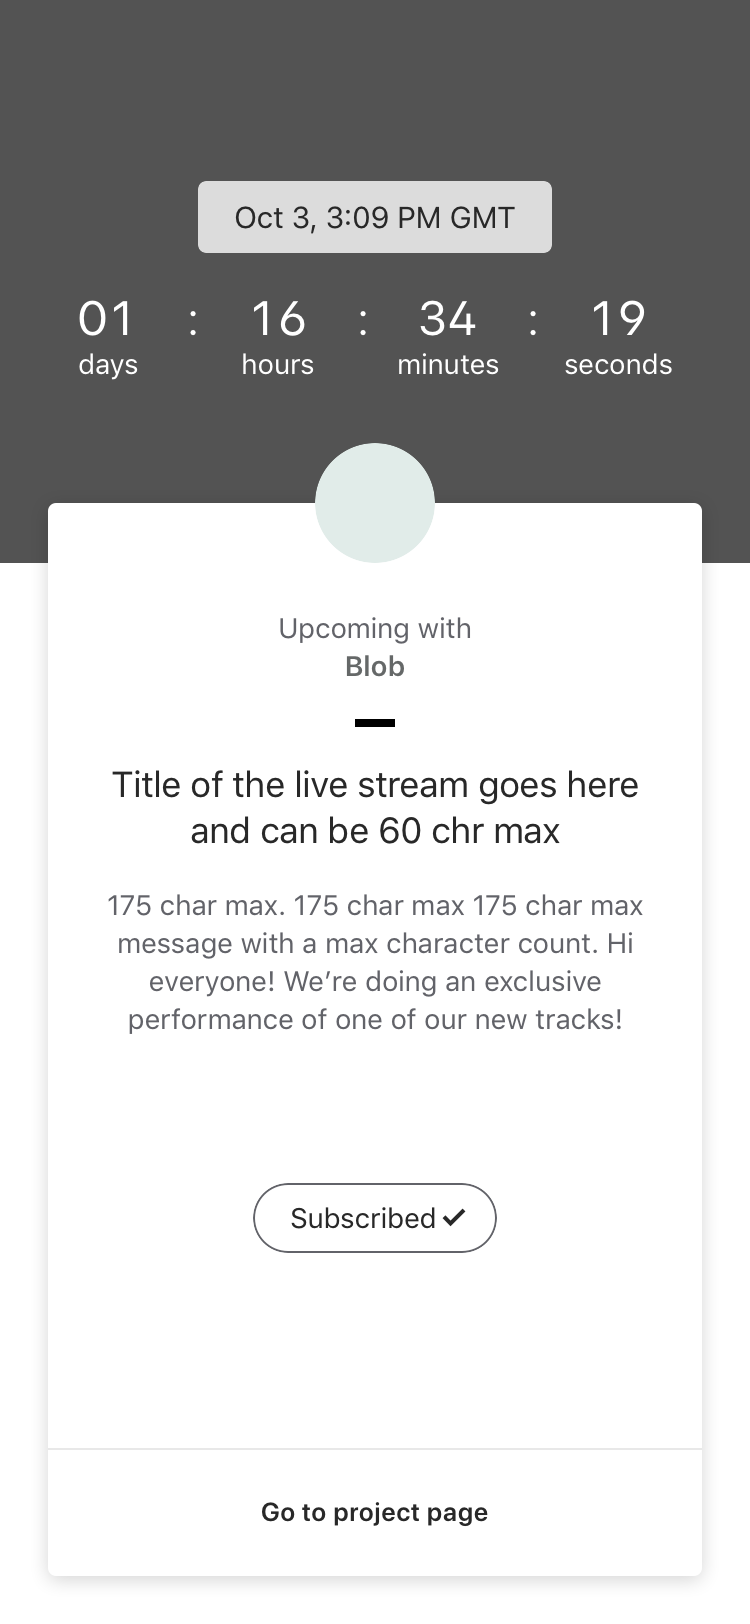 Oct 3, 3:09 PM GMT
01 : 16 : 34 : 19
days hours minutes seconds
Upcoming with
Blob
Title of the live stream goes here
and can be 60 chr max
175 char max. 175 char max 175 char max
message with a max character count. Hi
everyone! We’re doing an exclusive
performance of one of our new tracks!
Subscribed ✔
Go to project page